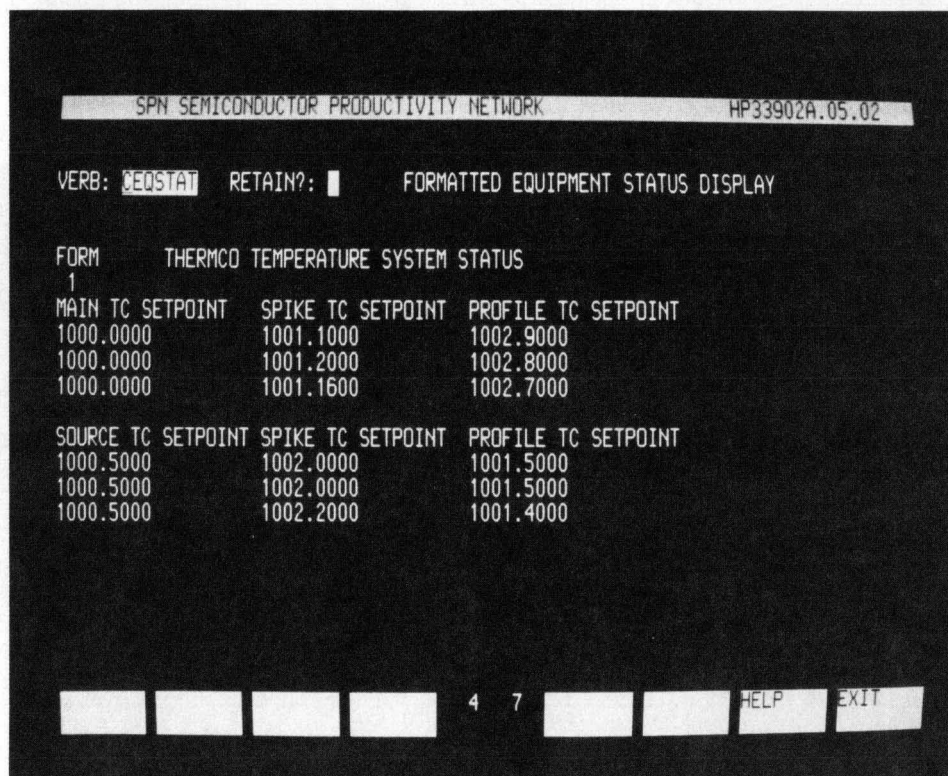 SPN SEMICONDUCTOR PRODUCTIVITY NETWORK HP33902A.05.02
VERB: CEQSTAT RETAIN?: FORMATTED EQUIPMENT STATUS DISPLAY
FORM THERMCO TEMPERATURE SYSTEM STATUS
1
MAIN TC SETPOINT SPIKE TC SETPOINT PROFILE TC SETPOINT
1000.0000 1001.1000 1002.9000
1000.0000 1001.2000 1002.8000
1000.0000 1001.1600 1002.7000
SOURCE TC SETPOINT SPIKE TC SETPOINT PROFILE TC SETPOINT
1000.5000 1002.0000 1001.5000
1000.5000 1002.0000 1001.5000
1000.5000 1002.2000 1001.4000
4 7 HELP EXIT